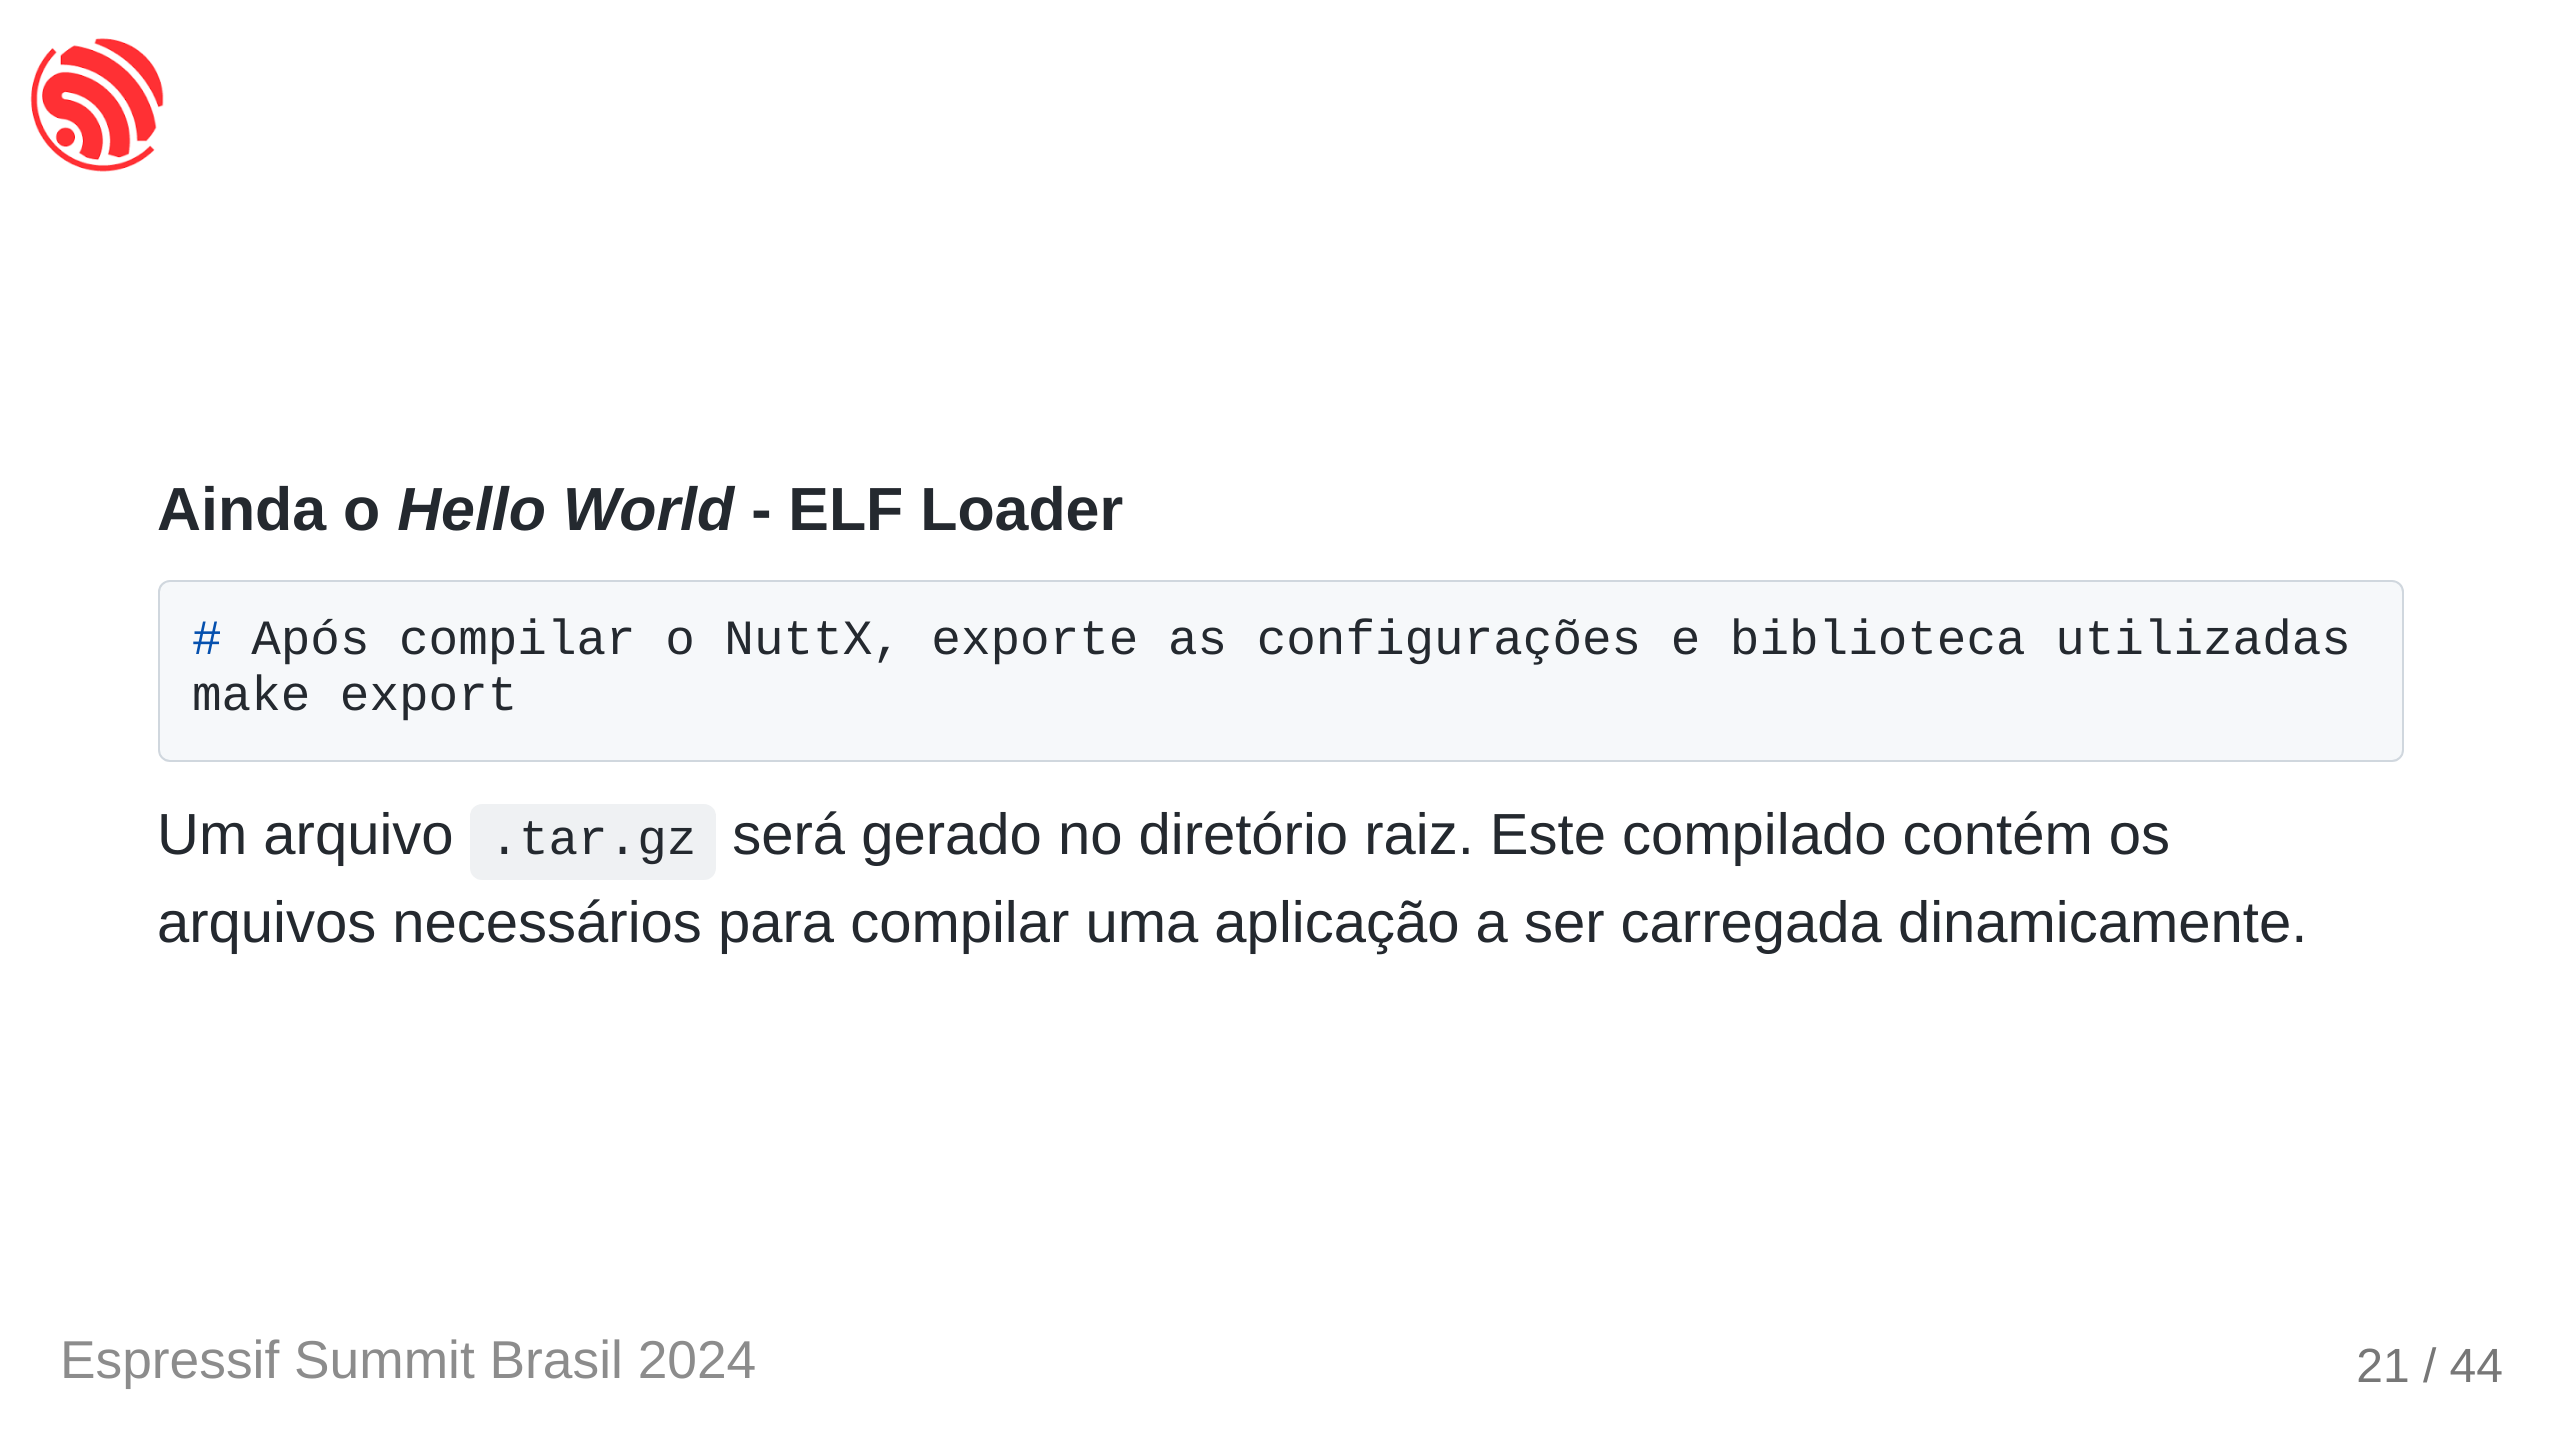 Ainda o Hello World - ELF Loader
# Após compilar o NuttX, exporte as configurações e biblioteca utilizadas
make export
Um arquivo .tar.gz será gerado no diretório raiz. Este compilado contém os
arquivos necessários para compilar uma aplicação a ser carregada dinamicamente.
Espressif Summit Brasil 2024
21 / 44